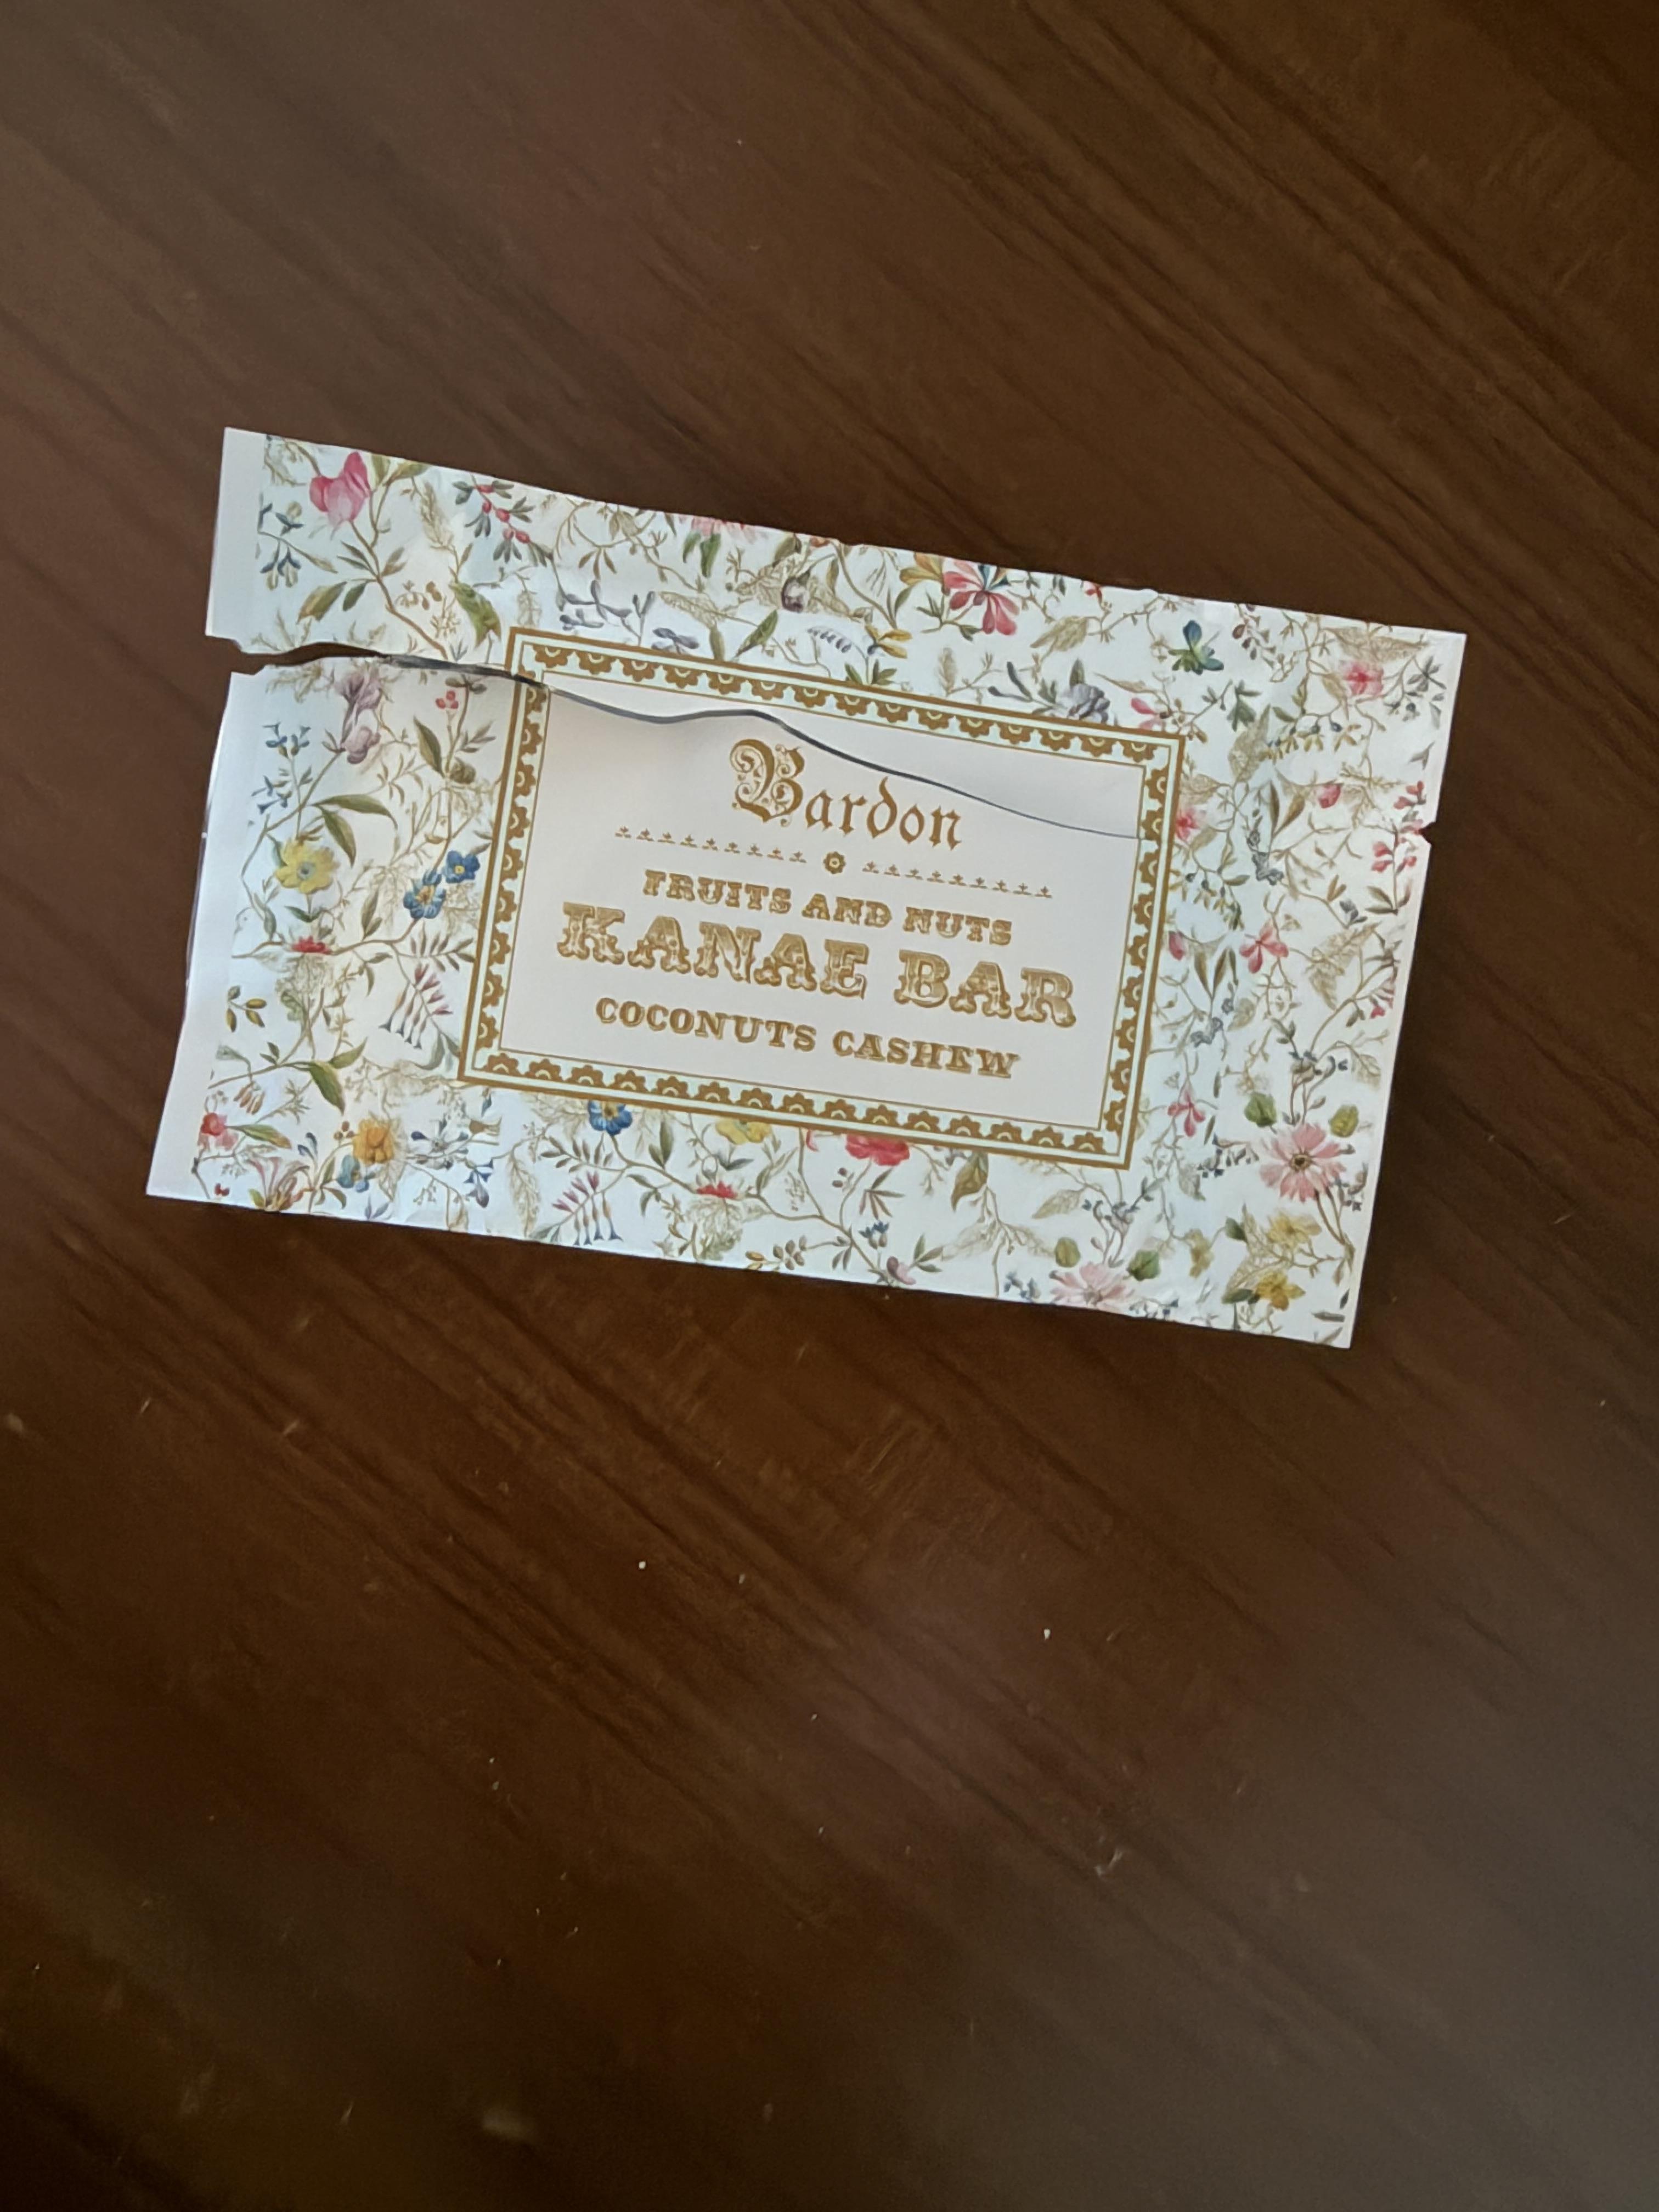 Bardon
FRUITS AND NUTS
KANAE BAR
COCONUTS CASHEW